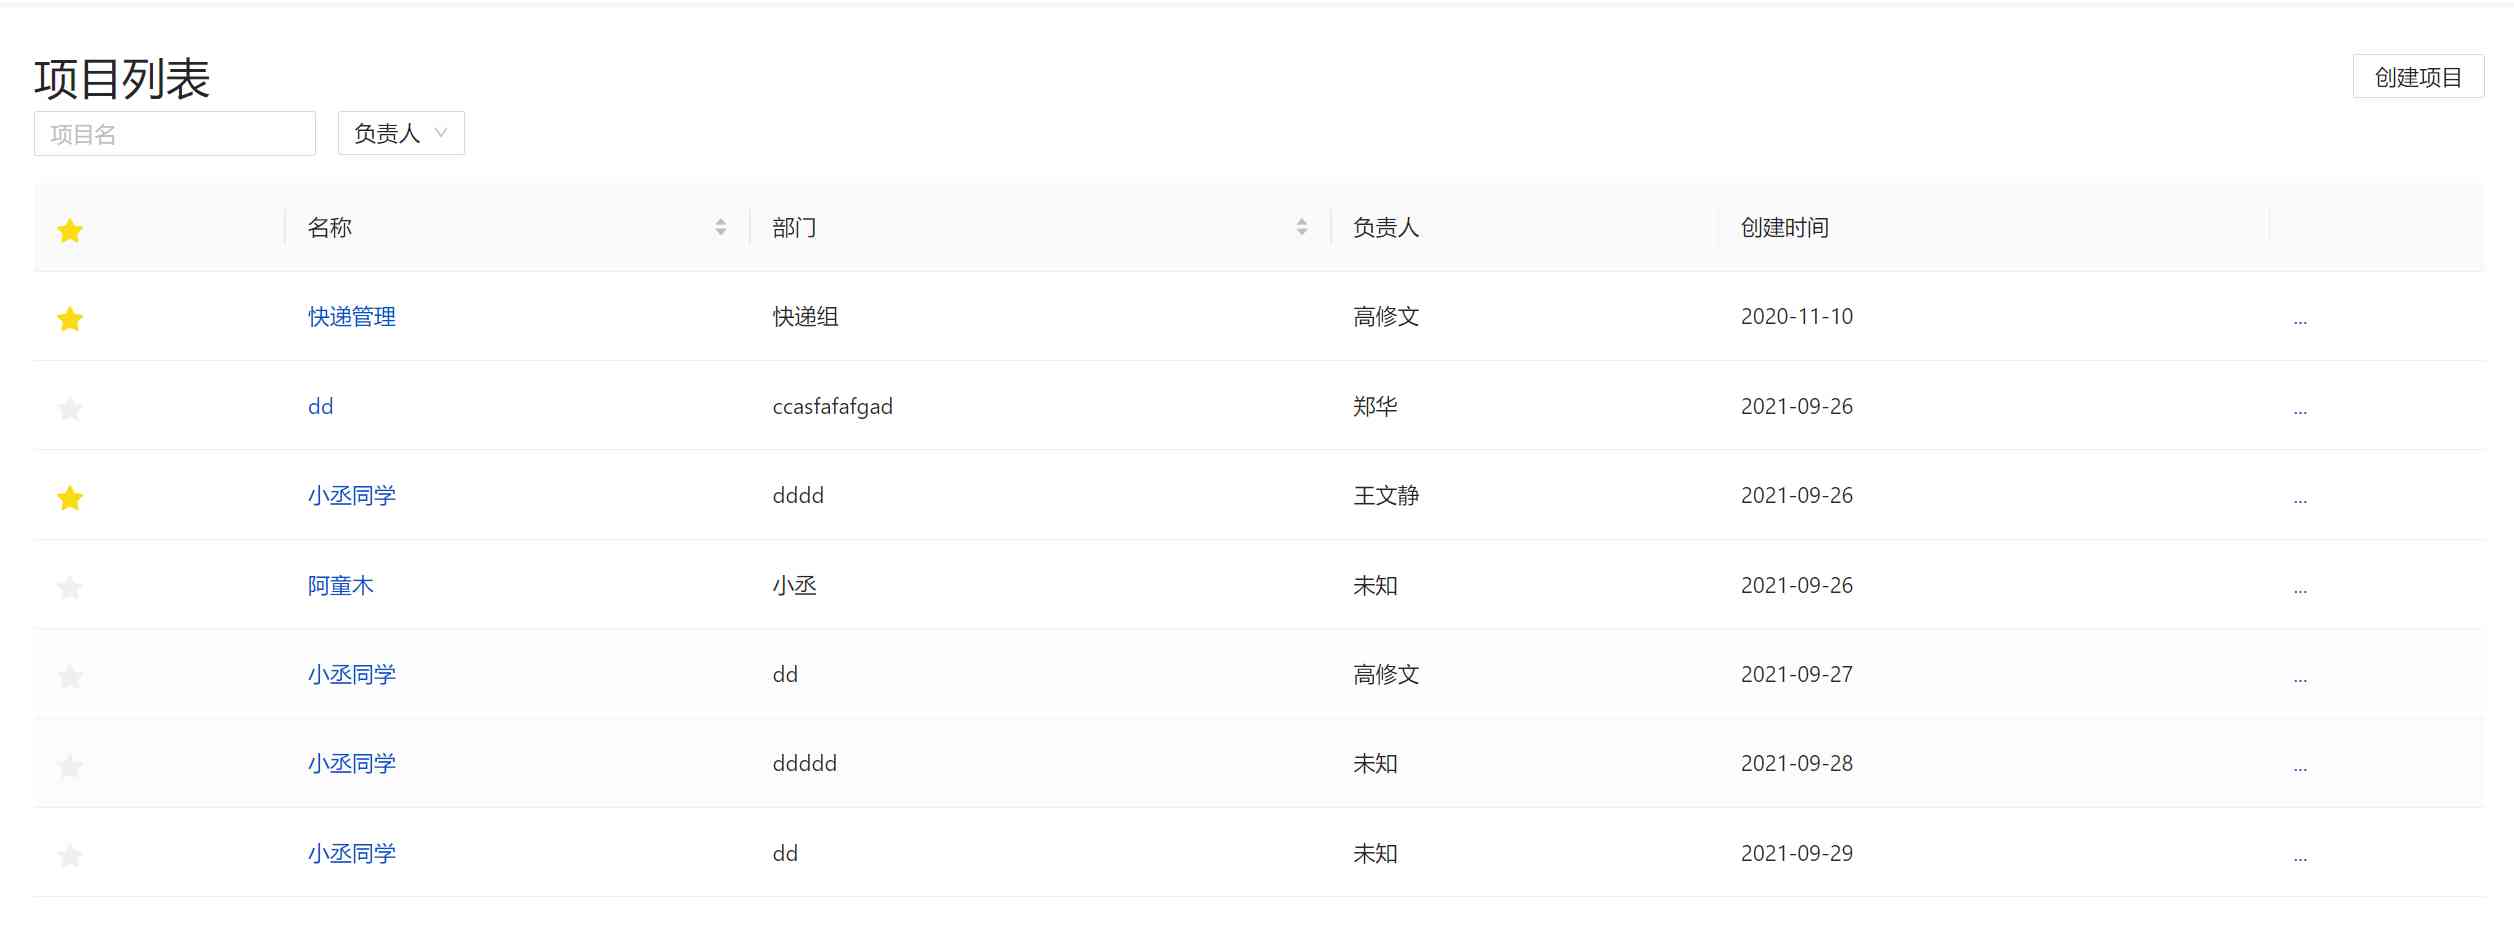 项目列表
创建项目
项目名 负责人
名称 部门 负责人 创建时间
快递管理 快递组 高修文 2020-11-10 ...
dd ccasfafafgad 郑华 2021-09-26 ...
小丞同学 dddd 王文静 2021-09-26 ...
阿童木 小丞 未知 2021-09-26 ...
小丞同学 dd 高修文 2021-09-27 ...
小丞同学 ddddd 未知 2021-09-28 ...
小丞同学 dd 未知 2021-09-29 ...